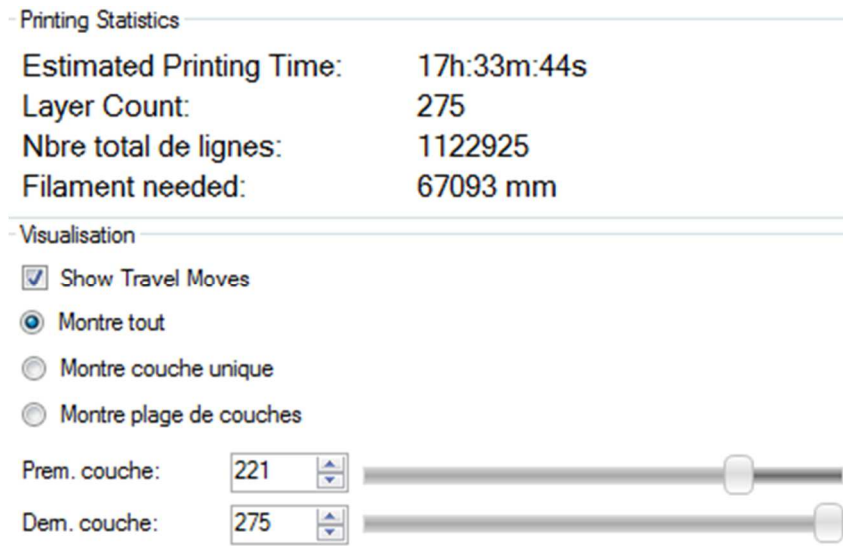 Printing Statistics
Estimated Printing Time: 17h:33m:44s
Layer Count: 275
Nbre total de lignes: 1122925
Filament needed: 67093 mm
Visualisation
Show Travel Moves
Montre tout
Montre couche unique
Montre plage de couches
Prem. couche: 221
Dern. couche: 275